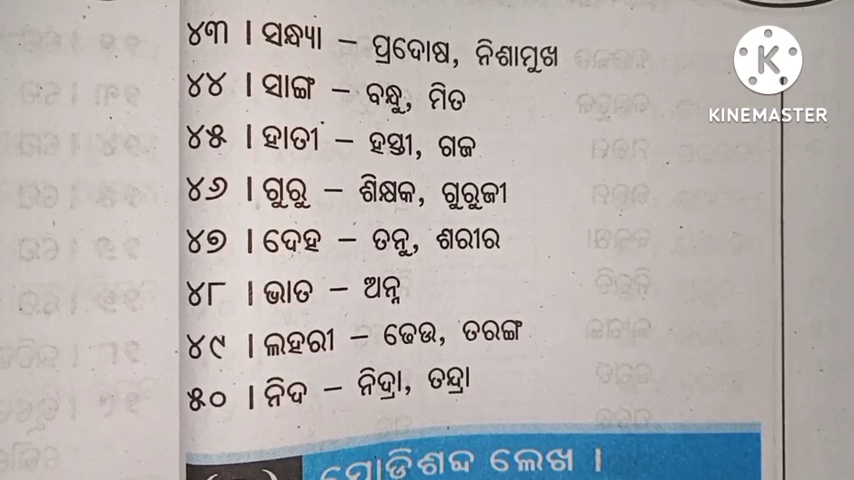 ୪୩ । ସନ୍ଧ୍ୟା – ପ୍ରଦୋଷ, ନିଶାମୁଖ
୪୪ । ସାଙ୍ଗ – ବନ୍ଧୁ, ମିତ
୪୫ । ହାତୀ – ହସ୍ତୀ, ଗଜ
୪୬ । ଗୁରୁ – ଶିକ୍ଷକ, ଗୁରୁଜୀ
୪୭ । ଦେହ – ତନୁ, ଶରୀର
୪୮ । ଭାତ – ଅନ୍ନ
୪୯ । ଲହରୀ – ଢେଉ, ତରଙ୍ଗ
୫୦ । ନିଦ – ନିଦ୍ରା, ତନ୍ଦ୍ରା
ଯୋଡିଶବ୍ଦ ଲେଖ ।
K
KINEMASTER